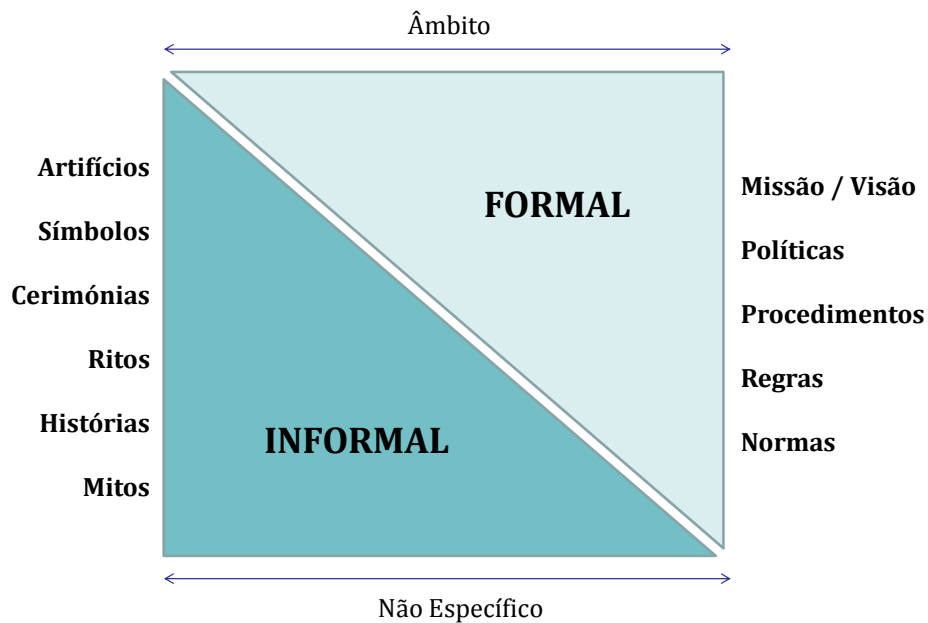 Âmbito
Artifícios
Símbolos
Cerimónias
Ritos
Histórias
Mitos
FORMAL
INFORMAL
Missão / Visão
Políticas
Procedimentos
Regras
Normas
Não Específico